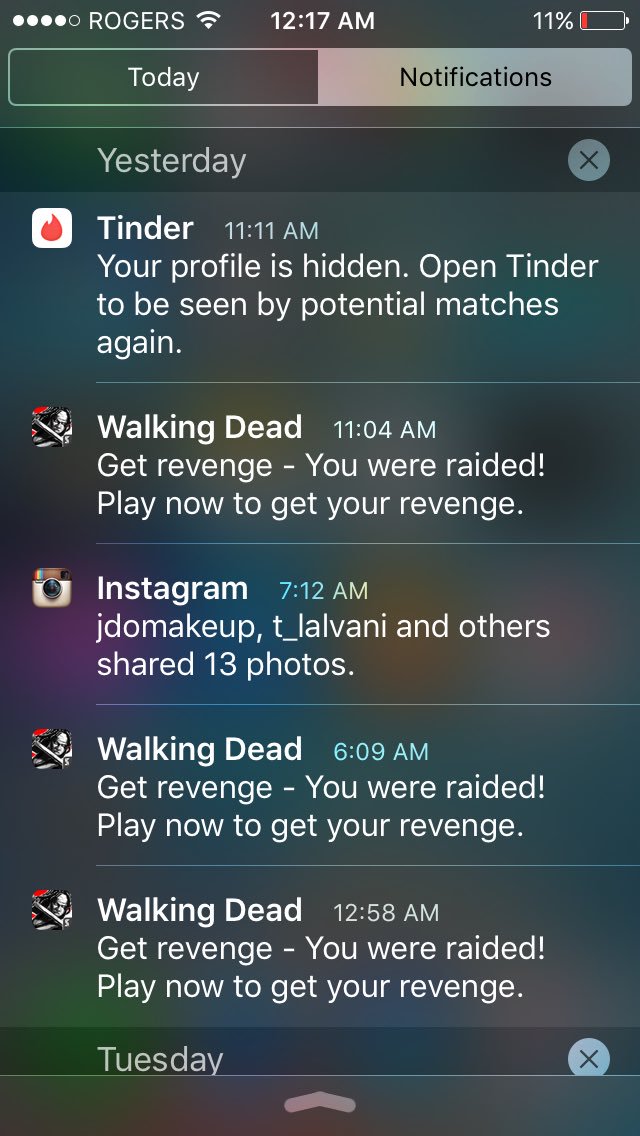 ROGERS 12:17 AM 11%
Today Notifications
Yesterday
Tinder 11:11 AM
Your profile is hidden. Open Tinder
to be seen by potential matches
again.
Walking Dead 11:04 AM
Get revenge - You were raided!
Play now to get your revenge.
Instagram 7:12 AM
jdomakeup, t_lalvani and others
shared 13 photos.
Walking Dead 6:09 AM
Get revenge - You were raided!
Play now to get your revenge.
Walking Dead 12:58 AM
Get revenge - You were raided!
Play now to get your revenge.
Tuesday